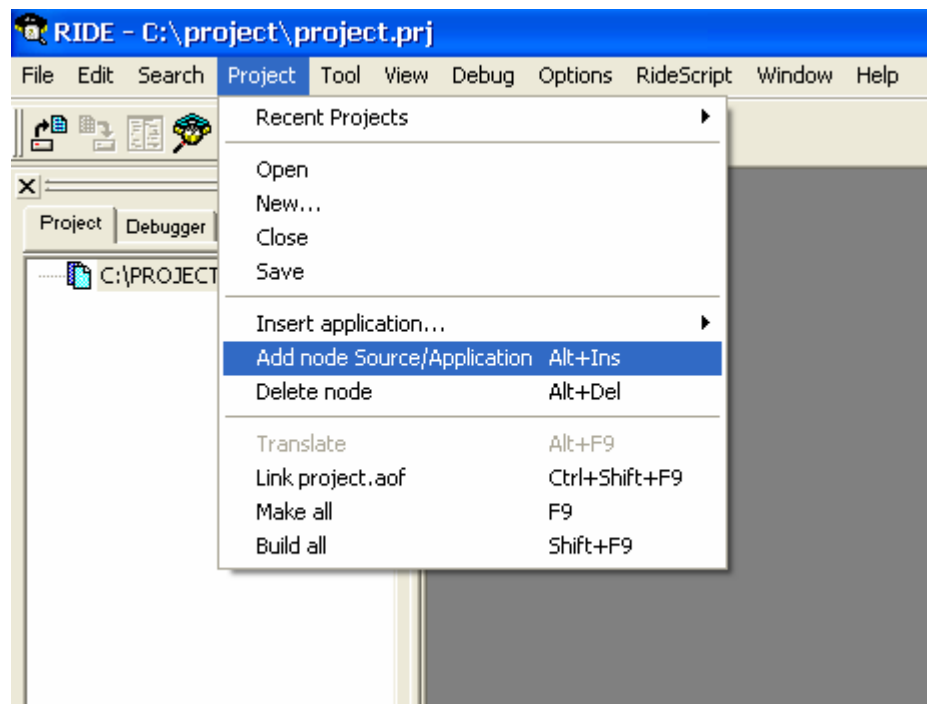 RIDE - C:\project\project.prj
File Edit Search Project Tool View Debug Options RideScript Window Help
Recent Projects
Open
New...
Close
Save
Project Debugger
C:\PROJECT
Insert application...
Add node Source/Application Alt+Ins
Delete node Alt+Del
Translate Alt+F9
Link project.aof Ctrl+Shift+F9
Make all F9
Build all Shift+F9